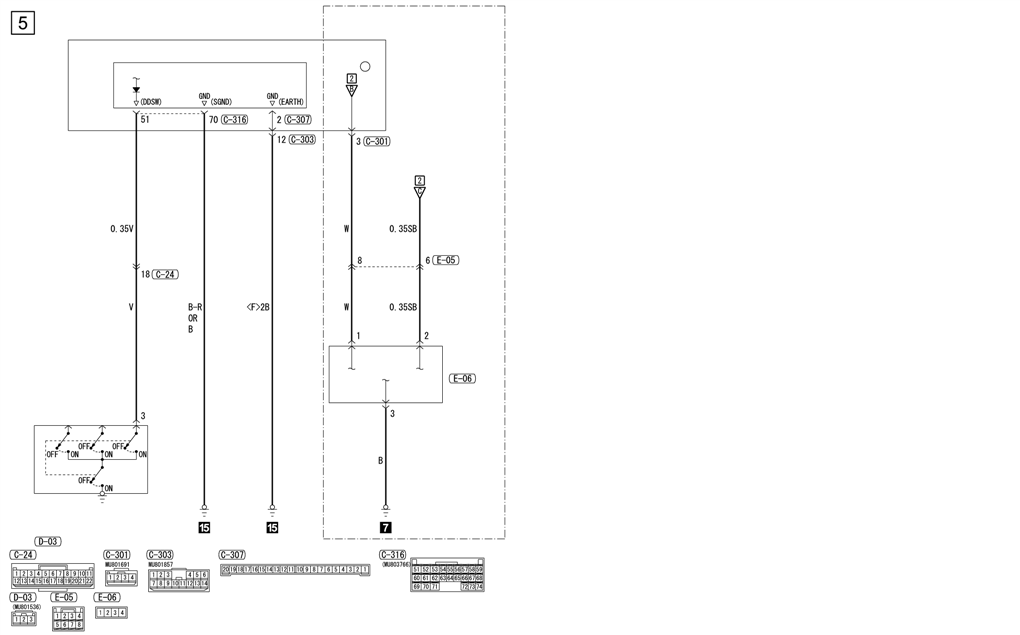 5
2
B
(DDSW)
GND
(SGND)
GND
(EARTH)
51
70 C-316
2 C-307
12 C-303
3 C-301
2
C
0.35V
W
0.35SB
8
6 E-05
18 C-24
V
B-R
OR
B
<F>2B
W
0.35SB
1
2
E-06
3
3
B
OFF
ON
OFF
ON
OFF
ON
OFF
ON
15
15
7
D-03
C-24
1 2 3 4 5 6 7 8 9 10 11
12 13 14 15 16 17 18 19 20 21 22
C-301
MU801691
1 2 3 4
C-303
MU801857
1 2 3 4 5 6
7 8 9 10 11 12 13 14
C-307
20 19 18 17 16 15 14 13 12 11 10 9 8 7 6 5 4 3 2 1
C-316
(MU803766)
51 52 53 54 55 56 57 58 59
60 61 62 63 64 65 66 67 68
69 70 71 72 73 74
D-03
(MU801536)
1 2 3
E-05
1 2 3 4
5 6 7 8
E-06
1 2 3 4